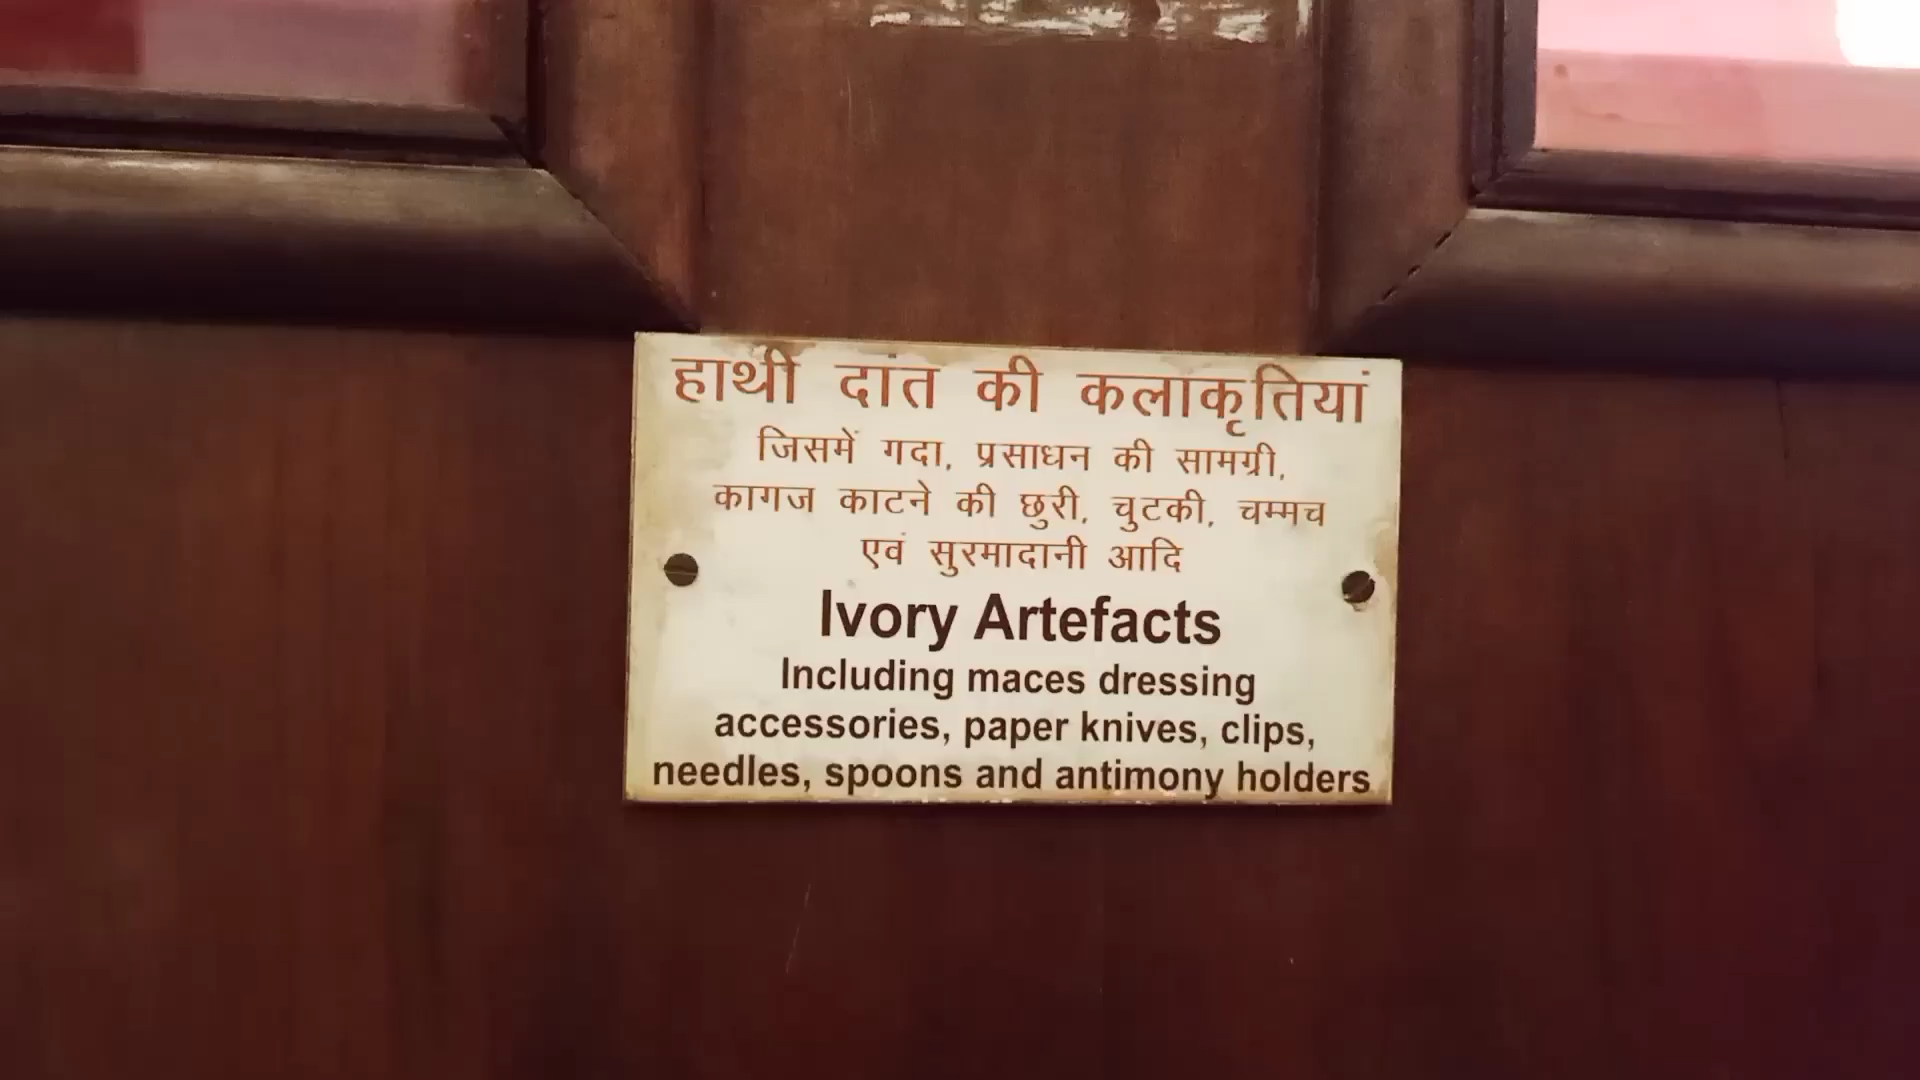 हाथी दांत की कलाकृतियां
जिसमें गदा, प्रसाधन की सामग्री,
कागज काटने की छुरी, चुटकी, चम्मच
एवं सुरमादानी आदि
Ivory Artefacts
Including maces dressing
accessories, paper knives, clips,
needles, spoons and antimony holders